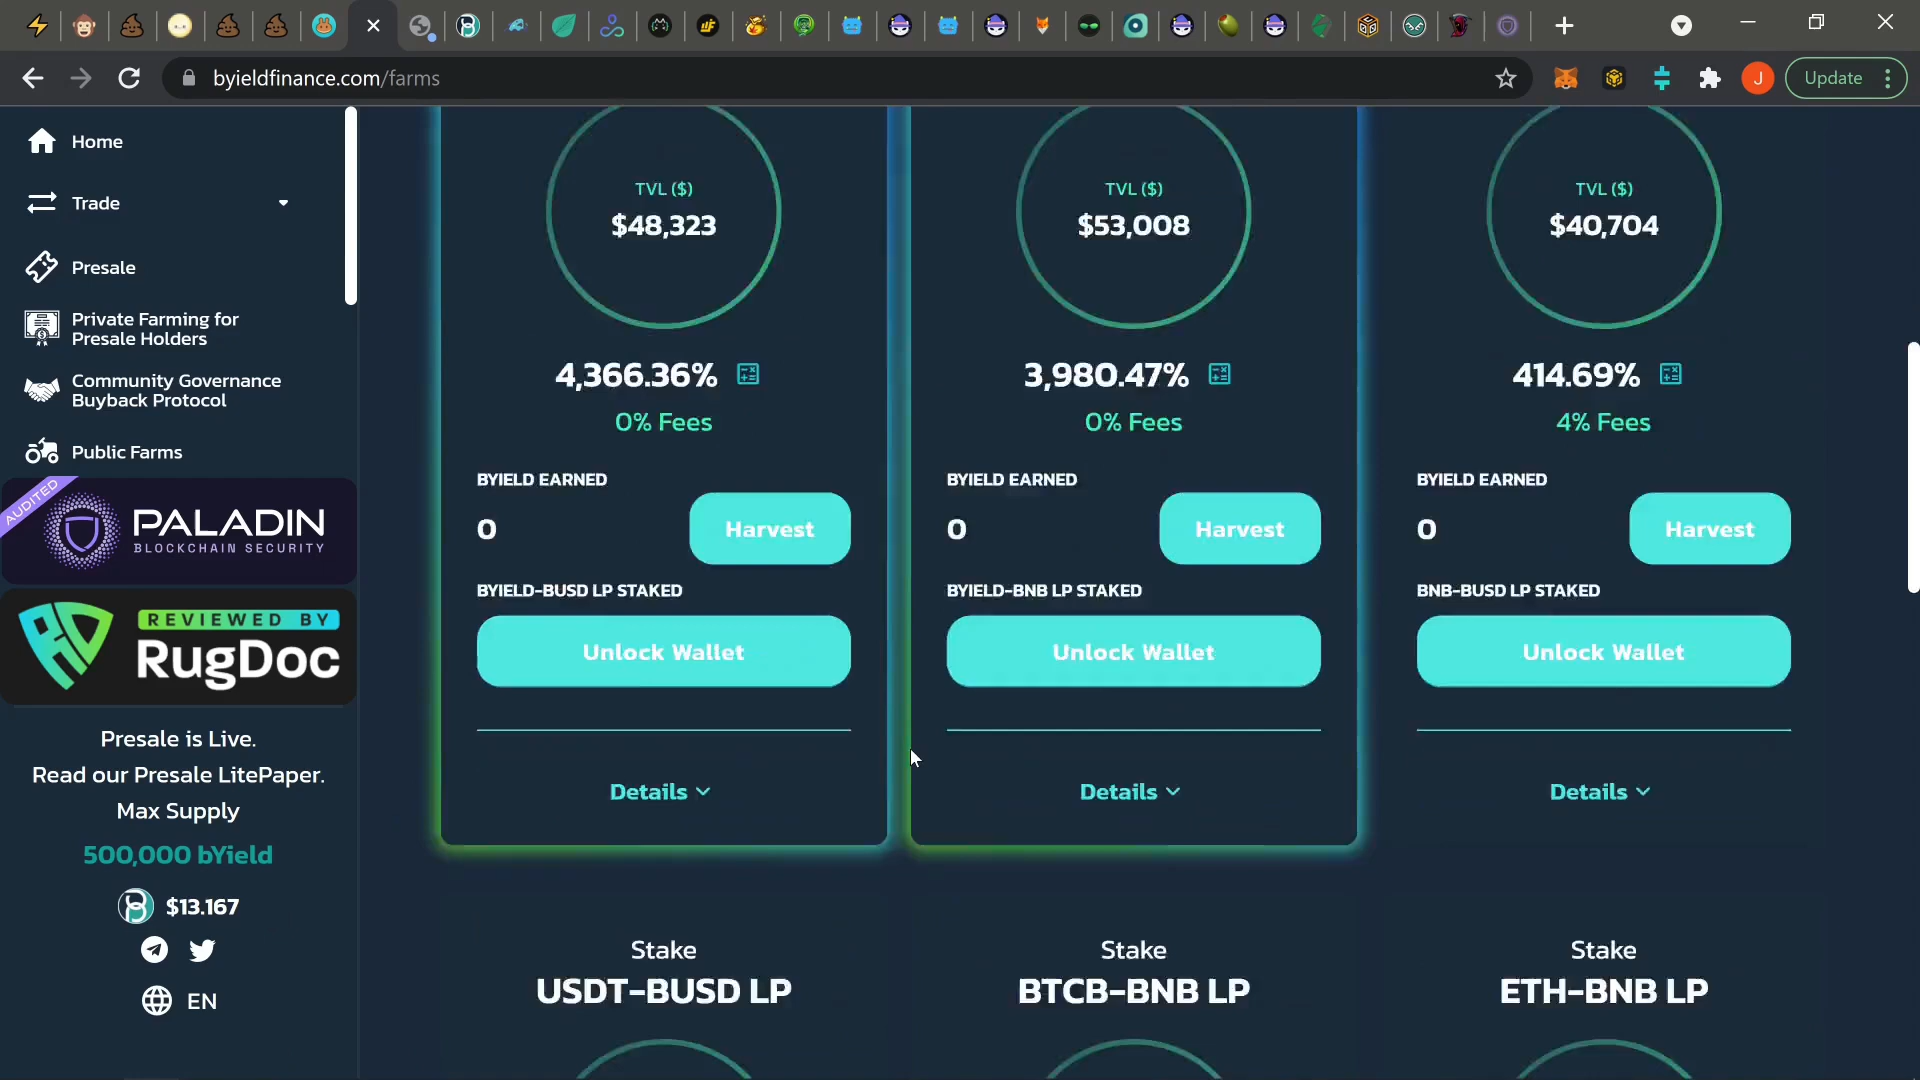 byieldfinance.com/farms
J
Update
Home
Trade
Presale
Private Farming for
Presale Holders
Community Governance
Buyback Protocol
Public Farms
AUDITED
PALADIN
BLOCKCHAIN SECURITY
REVIEWED BY
RugDoc
Presale is Live.
Read our Presale LitePaper.
Max Supply
500,000 bYield
$13.167
EN
TVL ($)
$48,323
4,366.36%
0% Fees
BYIELD EARNED
0
Harvest
BYIELD-BUSD LP STAKED
Unlock Wallet
Details
TVL ($)
$53,008
3,980.47%
0% Fees
BYIELD EARNED
0
Harvest
BYIELD-BNB LP STAKED
Unlock Wallet
Details
TVL ($)
$40,704
414.69%
4% Fees
BYIELD EARNED
0
Harvest
BNB-BUSD LP STAKED
Unlock Wallet
Details
Stake
USDT-BUSD LP
Stake
BTCB-BNB LP
Stake
ETH-BNB LP